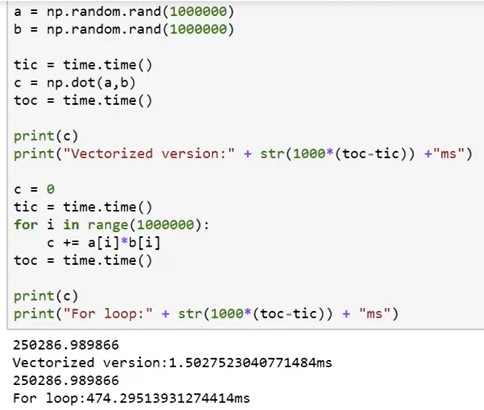 a = np.random.rand(1000000)
b = np.random.rand(1000000)
tic = time.time()
c = np.dot(a,b)
toc = time.time()
print(c)
print("Vectorized version:" + str(1000*(toc-tic)) +"ms")
c = 0
tic = time.time()
for i in range(1000000):
    c += a[i]*b[i]
toc = time.time()
print(c)
print("For loop:" + str(1000*(toc-tic)) + "ms")
250286.989866
Vectorized version:1.5027523040771484ms
250286.989866
For loop:474.29513931274414ms